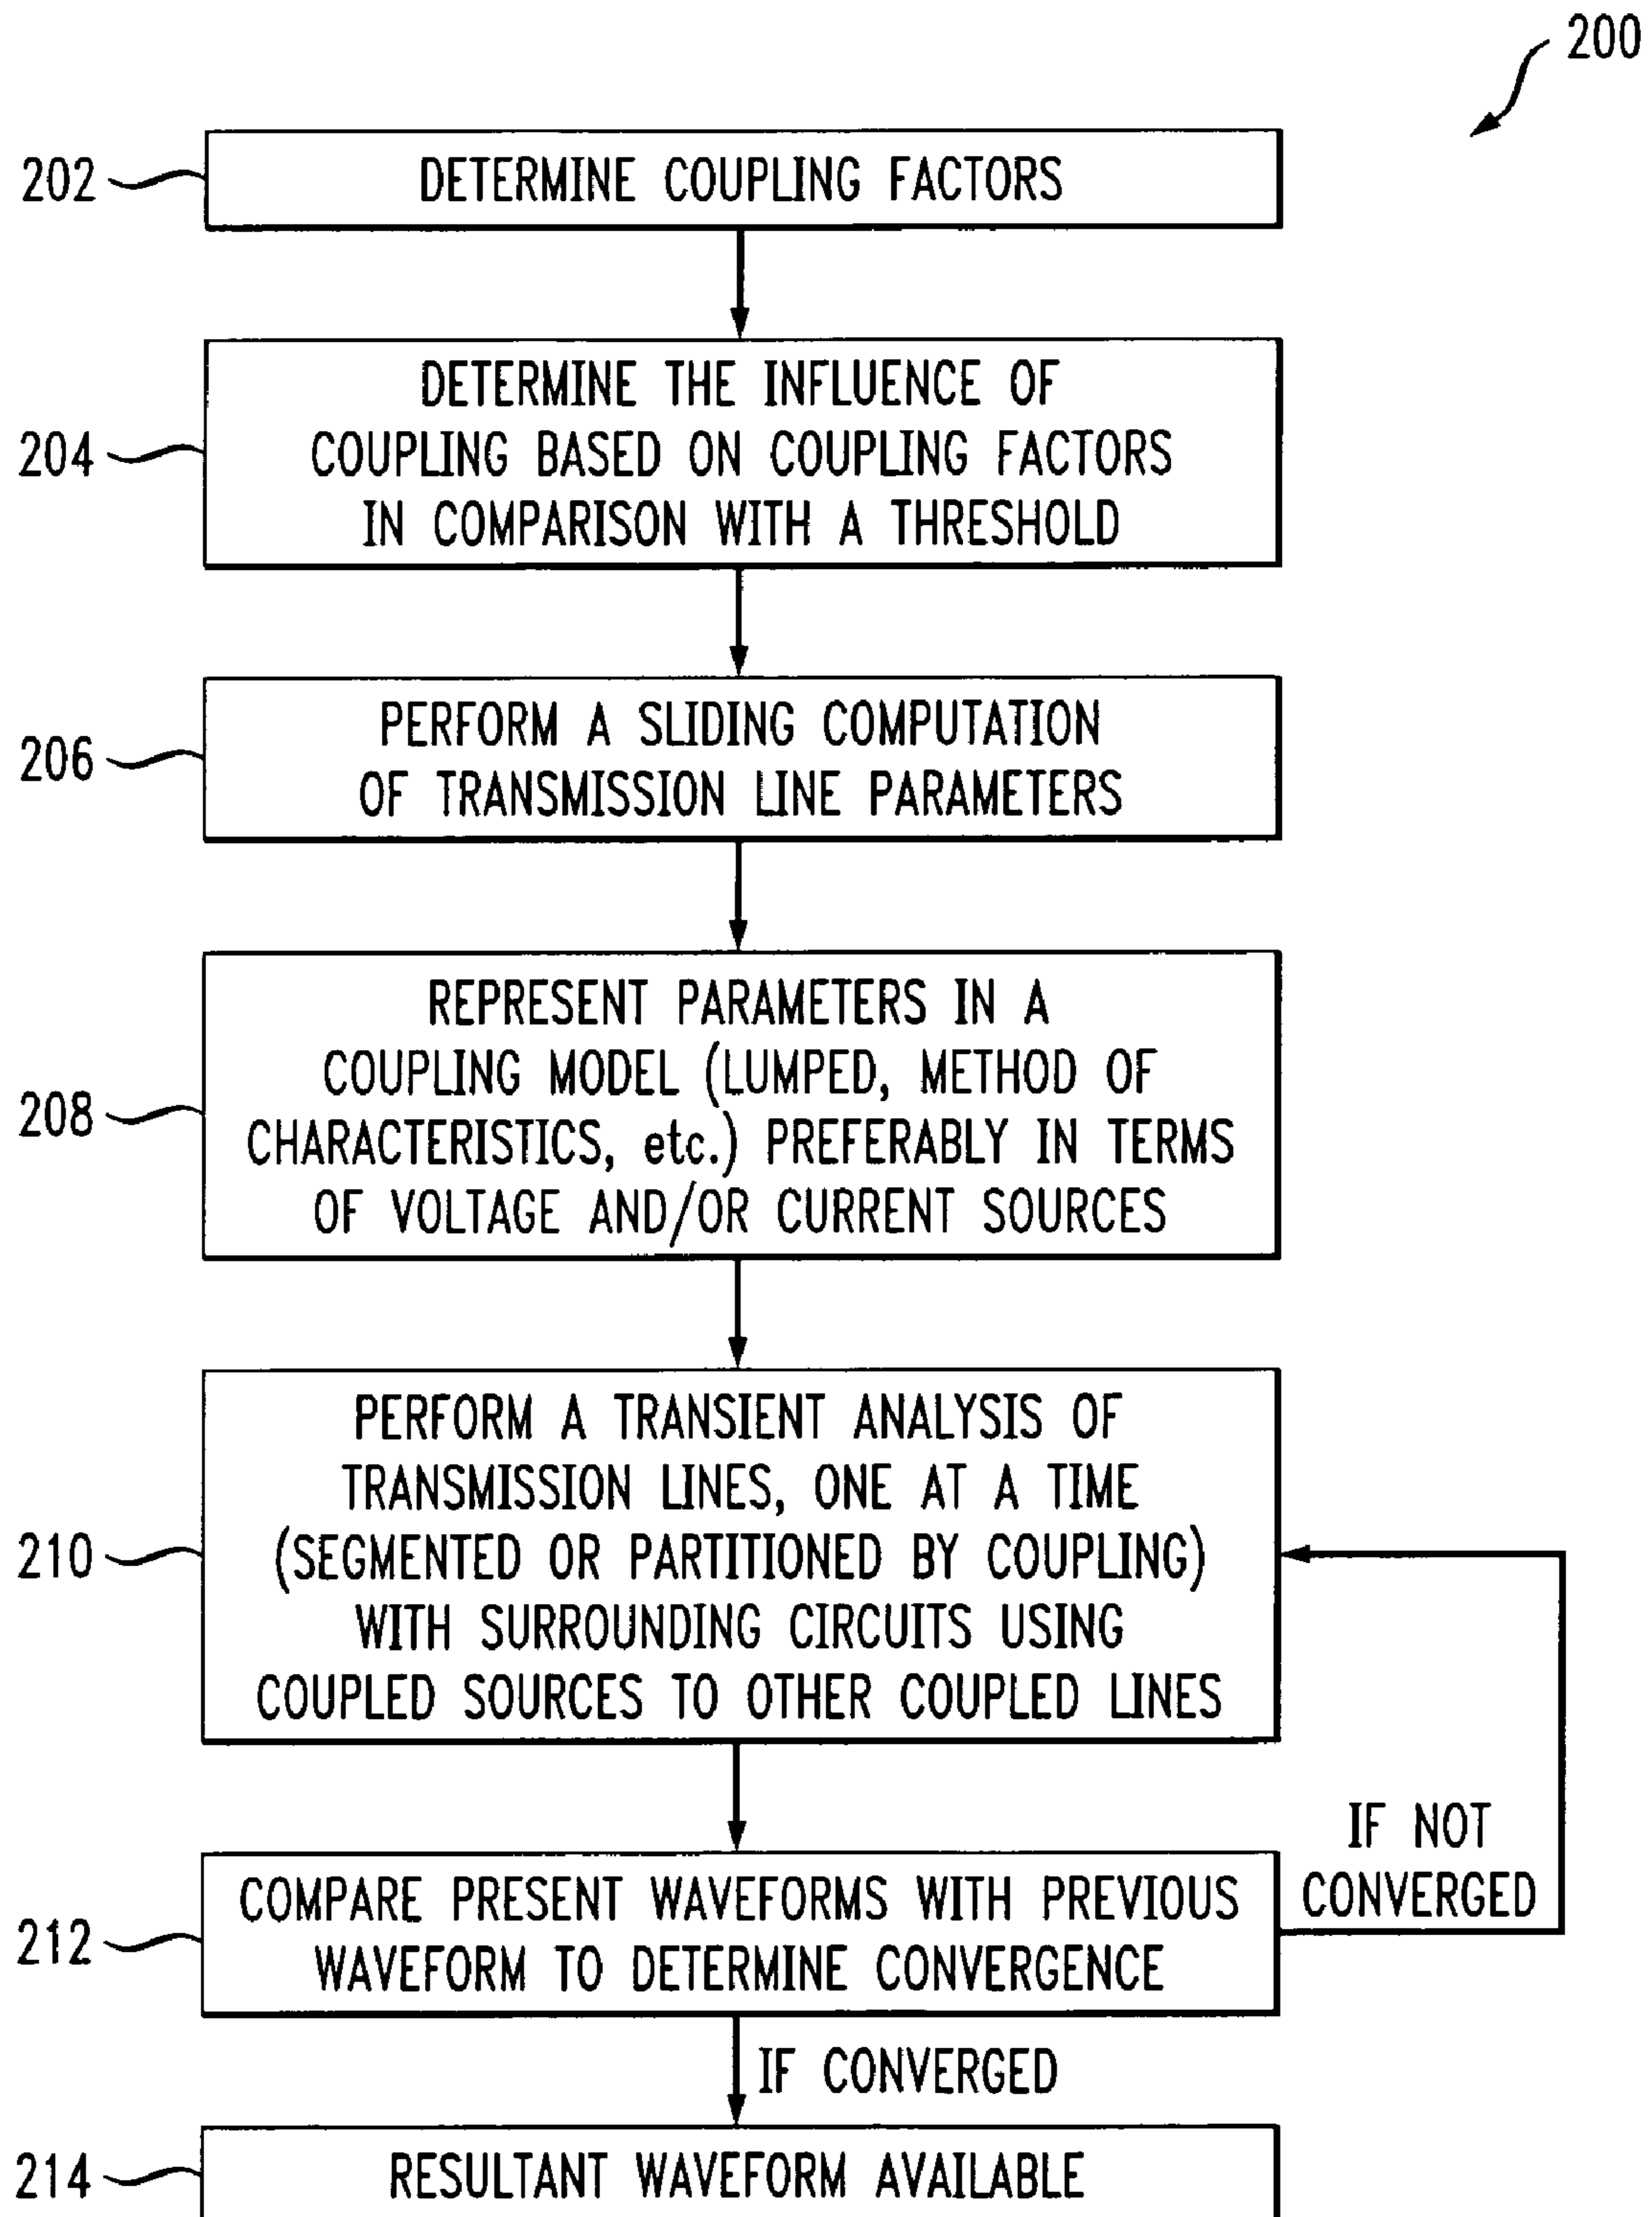 200
202
DETERMINE COUPLING FACTORS
204
DETERMINE THE INFLUENCE OF
COUPLING BASED ON COUPLING FACTORS
IN COMPARISON WITH A THRESHOLD
206
PERFORM A SLIDING COMPUTATION
OF TRANSMISSION LINE PARAMETERS
208
REPRESENT PARAMETERS IN A
COUPLING MODEL (LUMPED, METHOD OF
CHARACTERISTICS, etc.) PREFERABLY IN TERMS
OF VOLTAGE AND/OR CURRENT SOURCES
210
PERFORM A TRANSIENT ANALYSIS OF
TRANSMISSION LINES, ONE AT A TIME
(SEGMENTED OR PARTITIONED BY COUPLING)
WITH SURROUNDING CIRCUITS USING
COUPLED SOURCES TO OTHER COUPLED LINES
IF NOT
CONVERGED
212
COMPARE PRESENT WAVEFORMS WITH PREVIOUS
WAVEFORM TO DETERMINE CONVERGENCE
IF CONVERGED
214
RESULTANT WAVEFORM AVAILABLE